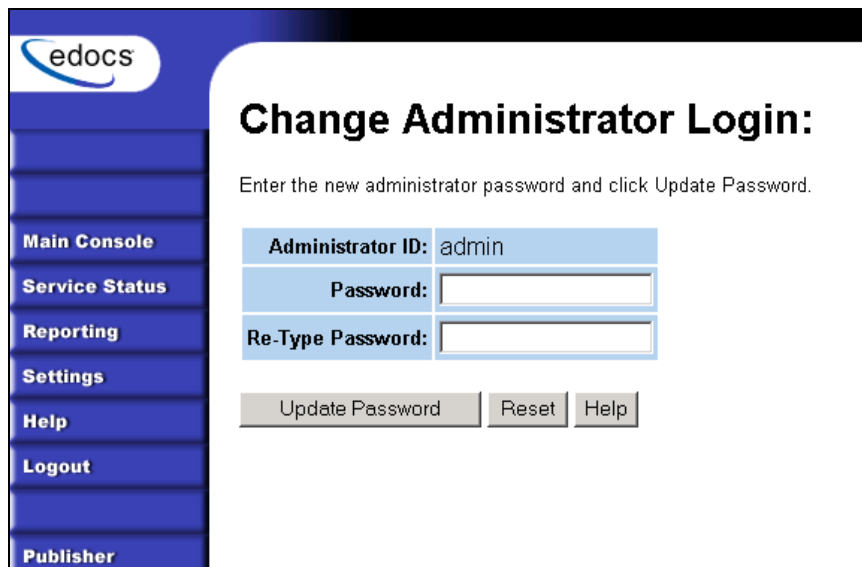 edocs
Change Administrator Login:
Enter the new administrator password and click Update Password.
Administrator ID: admin
Password:
Re-Type Password:
Update Password Reset Help
Main Console
Service Status
Reporting
Settings
Help
Logout
Publisher